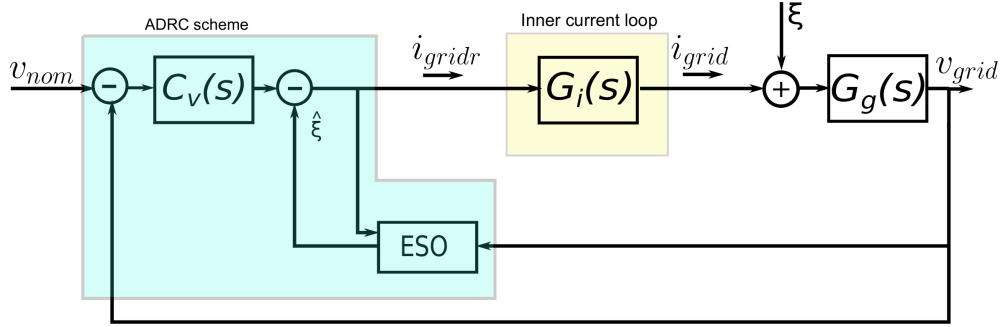 ADRC scheme
Inner current loop
ξ
v_nom
-
C_v(s)
-
i_gridr
G_i(s)
i_grid
+
G_g(s)
v_grid
ξ̂
ESO